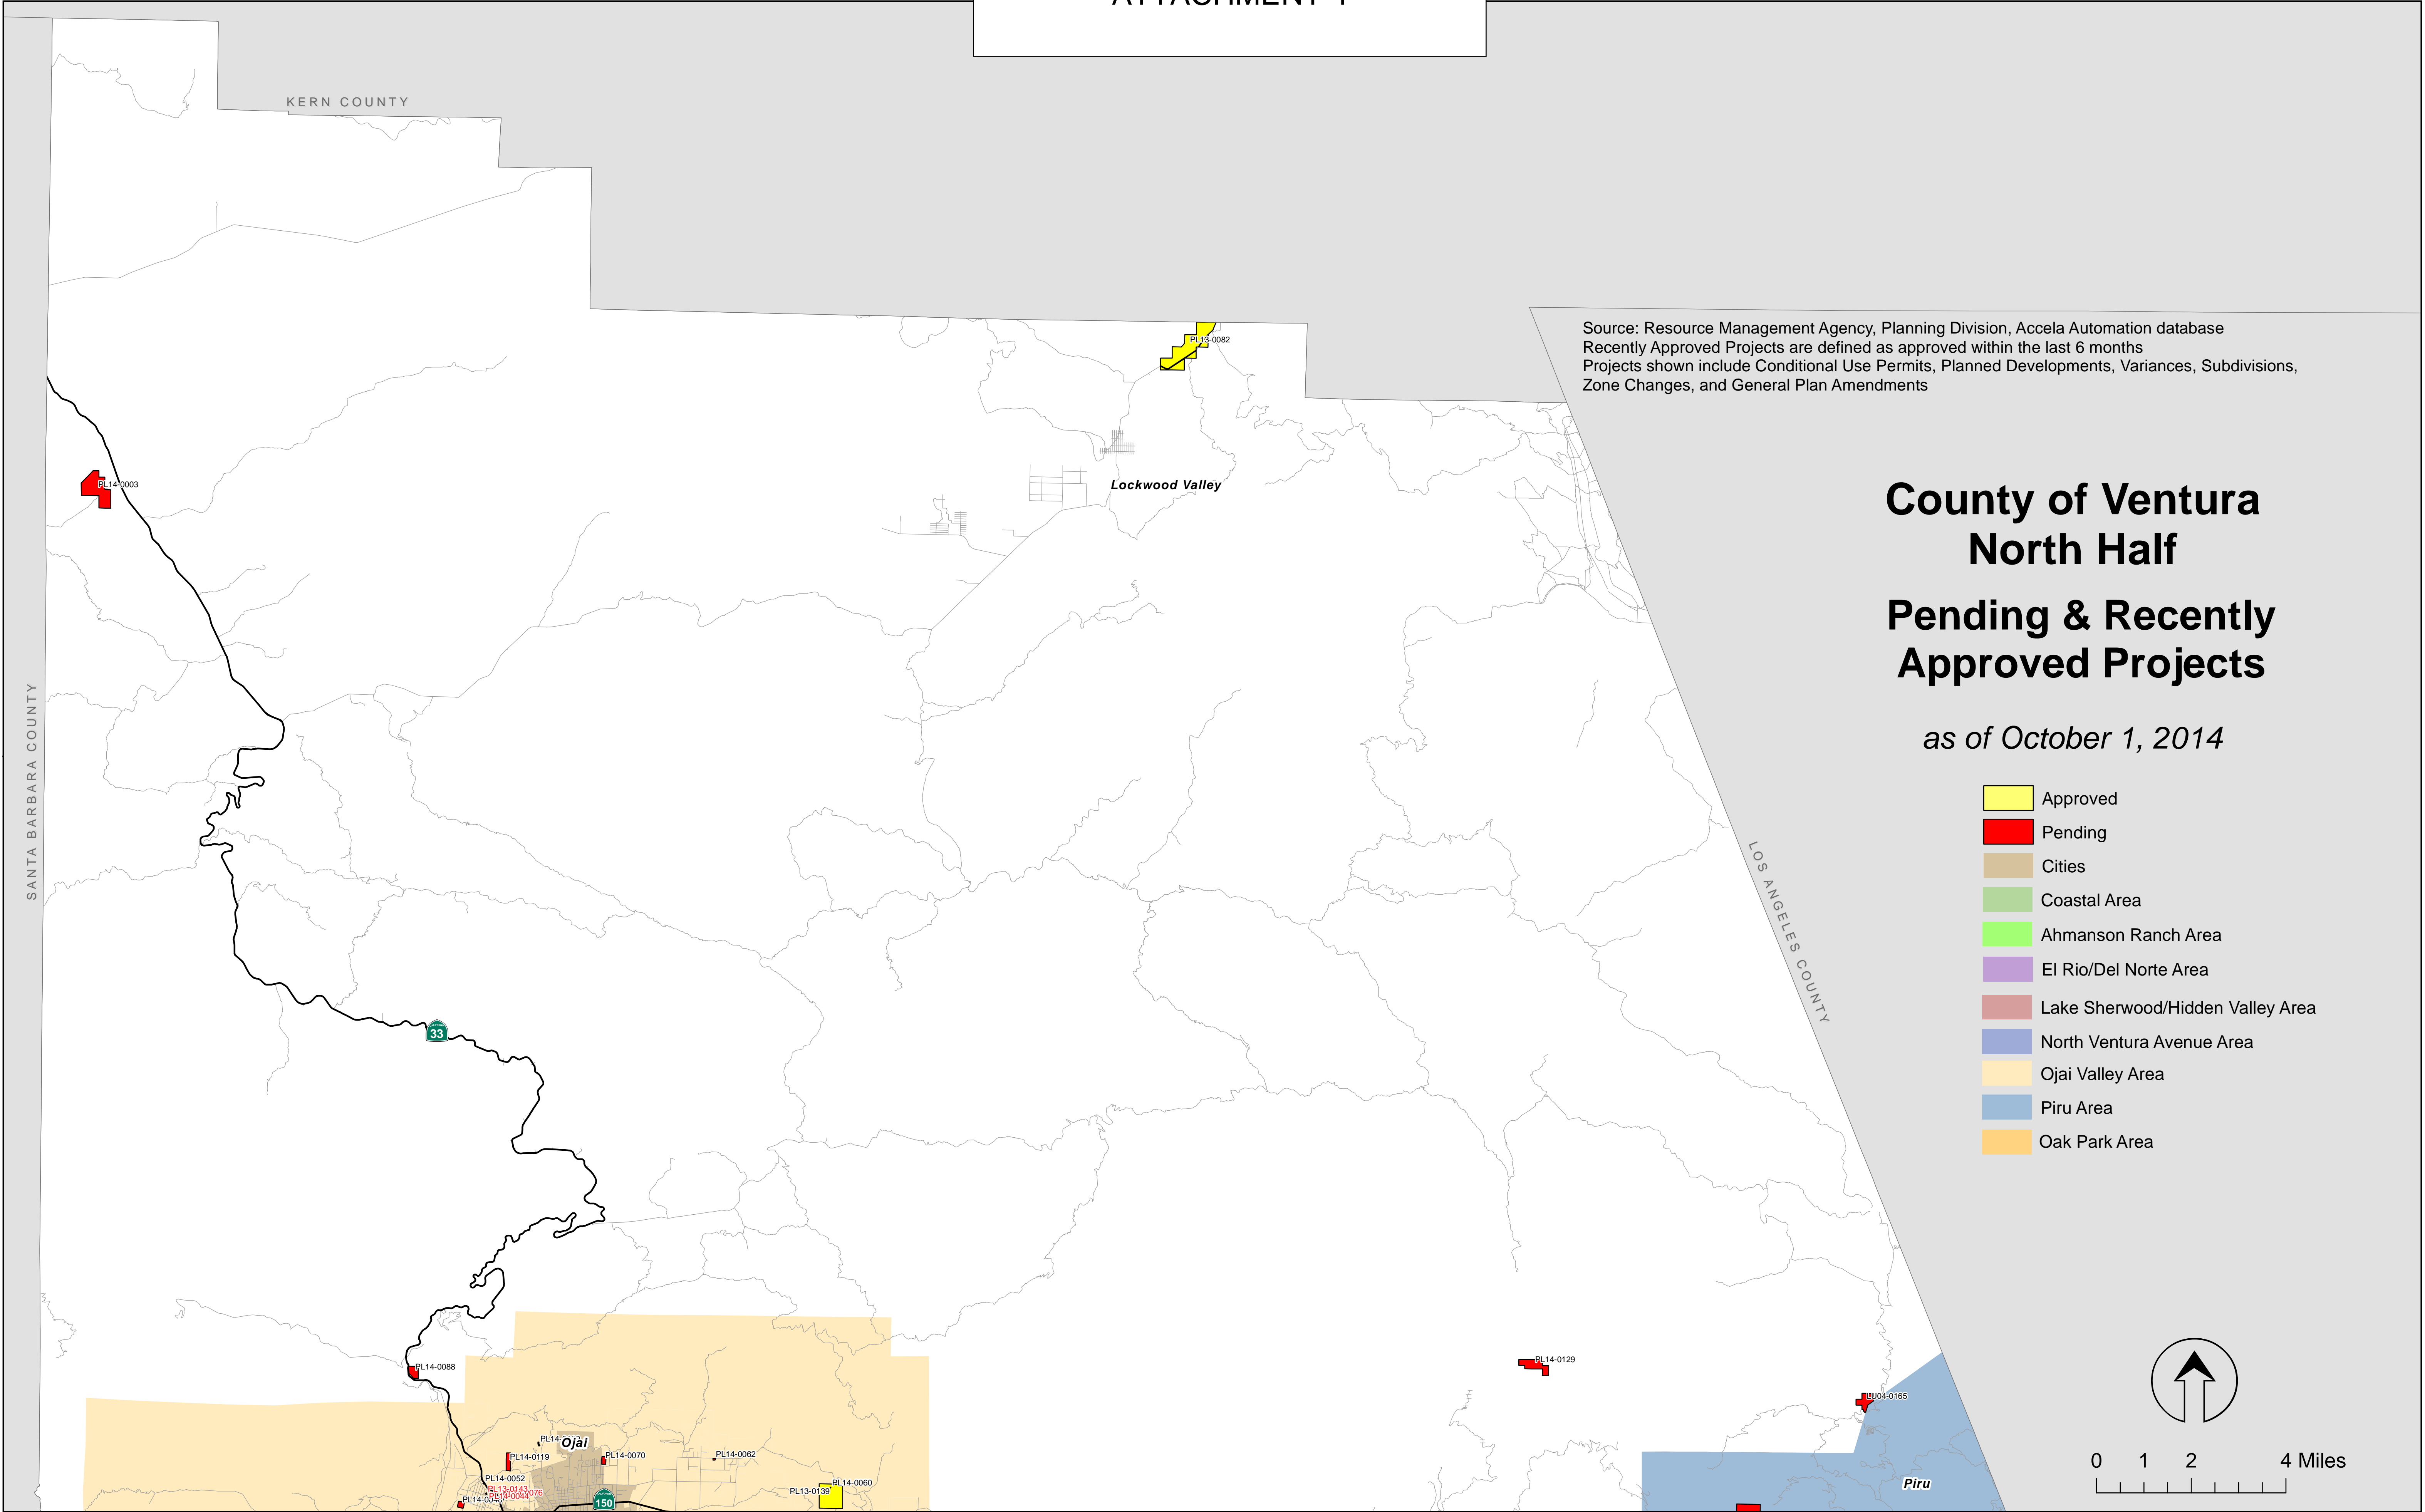 ATTACHMENT 1
KERN COUNTY
PL13-0082
Source: Resource Management Agency, Planning Division, Accela Automation database
Recently Approved Projects are defined as approved within the last 6 months
Projects shown include Conditional Use Permits, Planned Developments, Variances, Subdivisions,
Zone Changes, and General Plan Amendments
PL14-0003
Lockwood Valley
County of Ventura
North Half
Pending & Recently
Approved Projects
as of October 1, 2014
SANTA BARBARA COUNTY
LOS ANGELES COUNTY
Approved
Pending
Cities
Coastal Area
Ahmanson Ranch Area
El Rio/Del Norte Area
Lake Sherwood/Hidden Valley Area
North Ventura Avenue Area
Ojai Valley Area
Piru Area
Oak Park Area
33
PL14-0088
PL14-0129
LU04-0165
Ojai
PL14-0119
PL14-0070
PL14-0062
PL14-0052
PL14-0060
PL13-0139
PL13-0143
PL14-0044
150
Piru
0 1 2 4 Miles